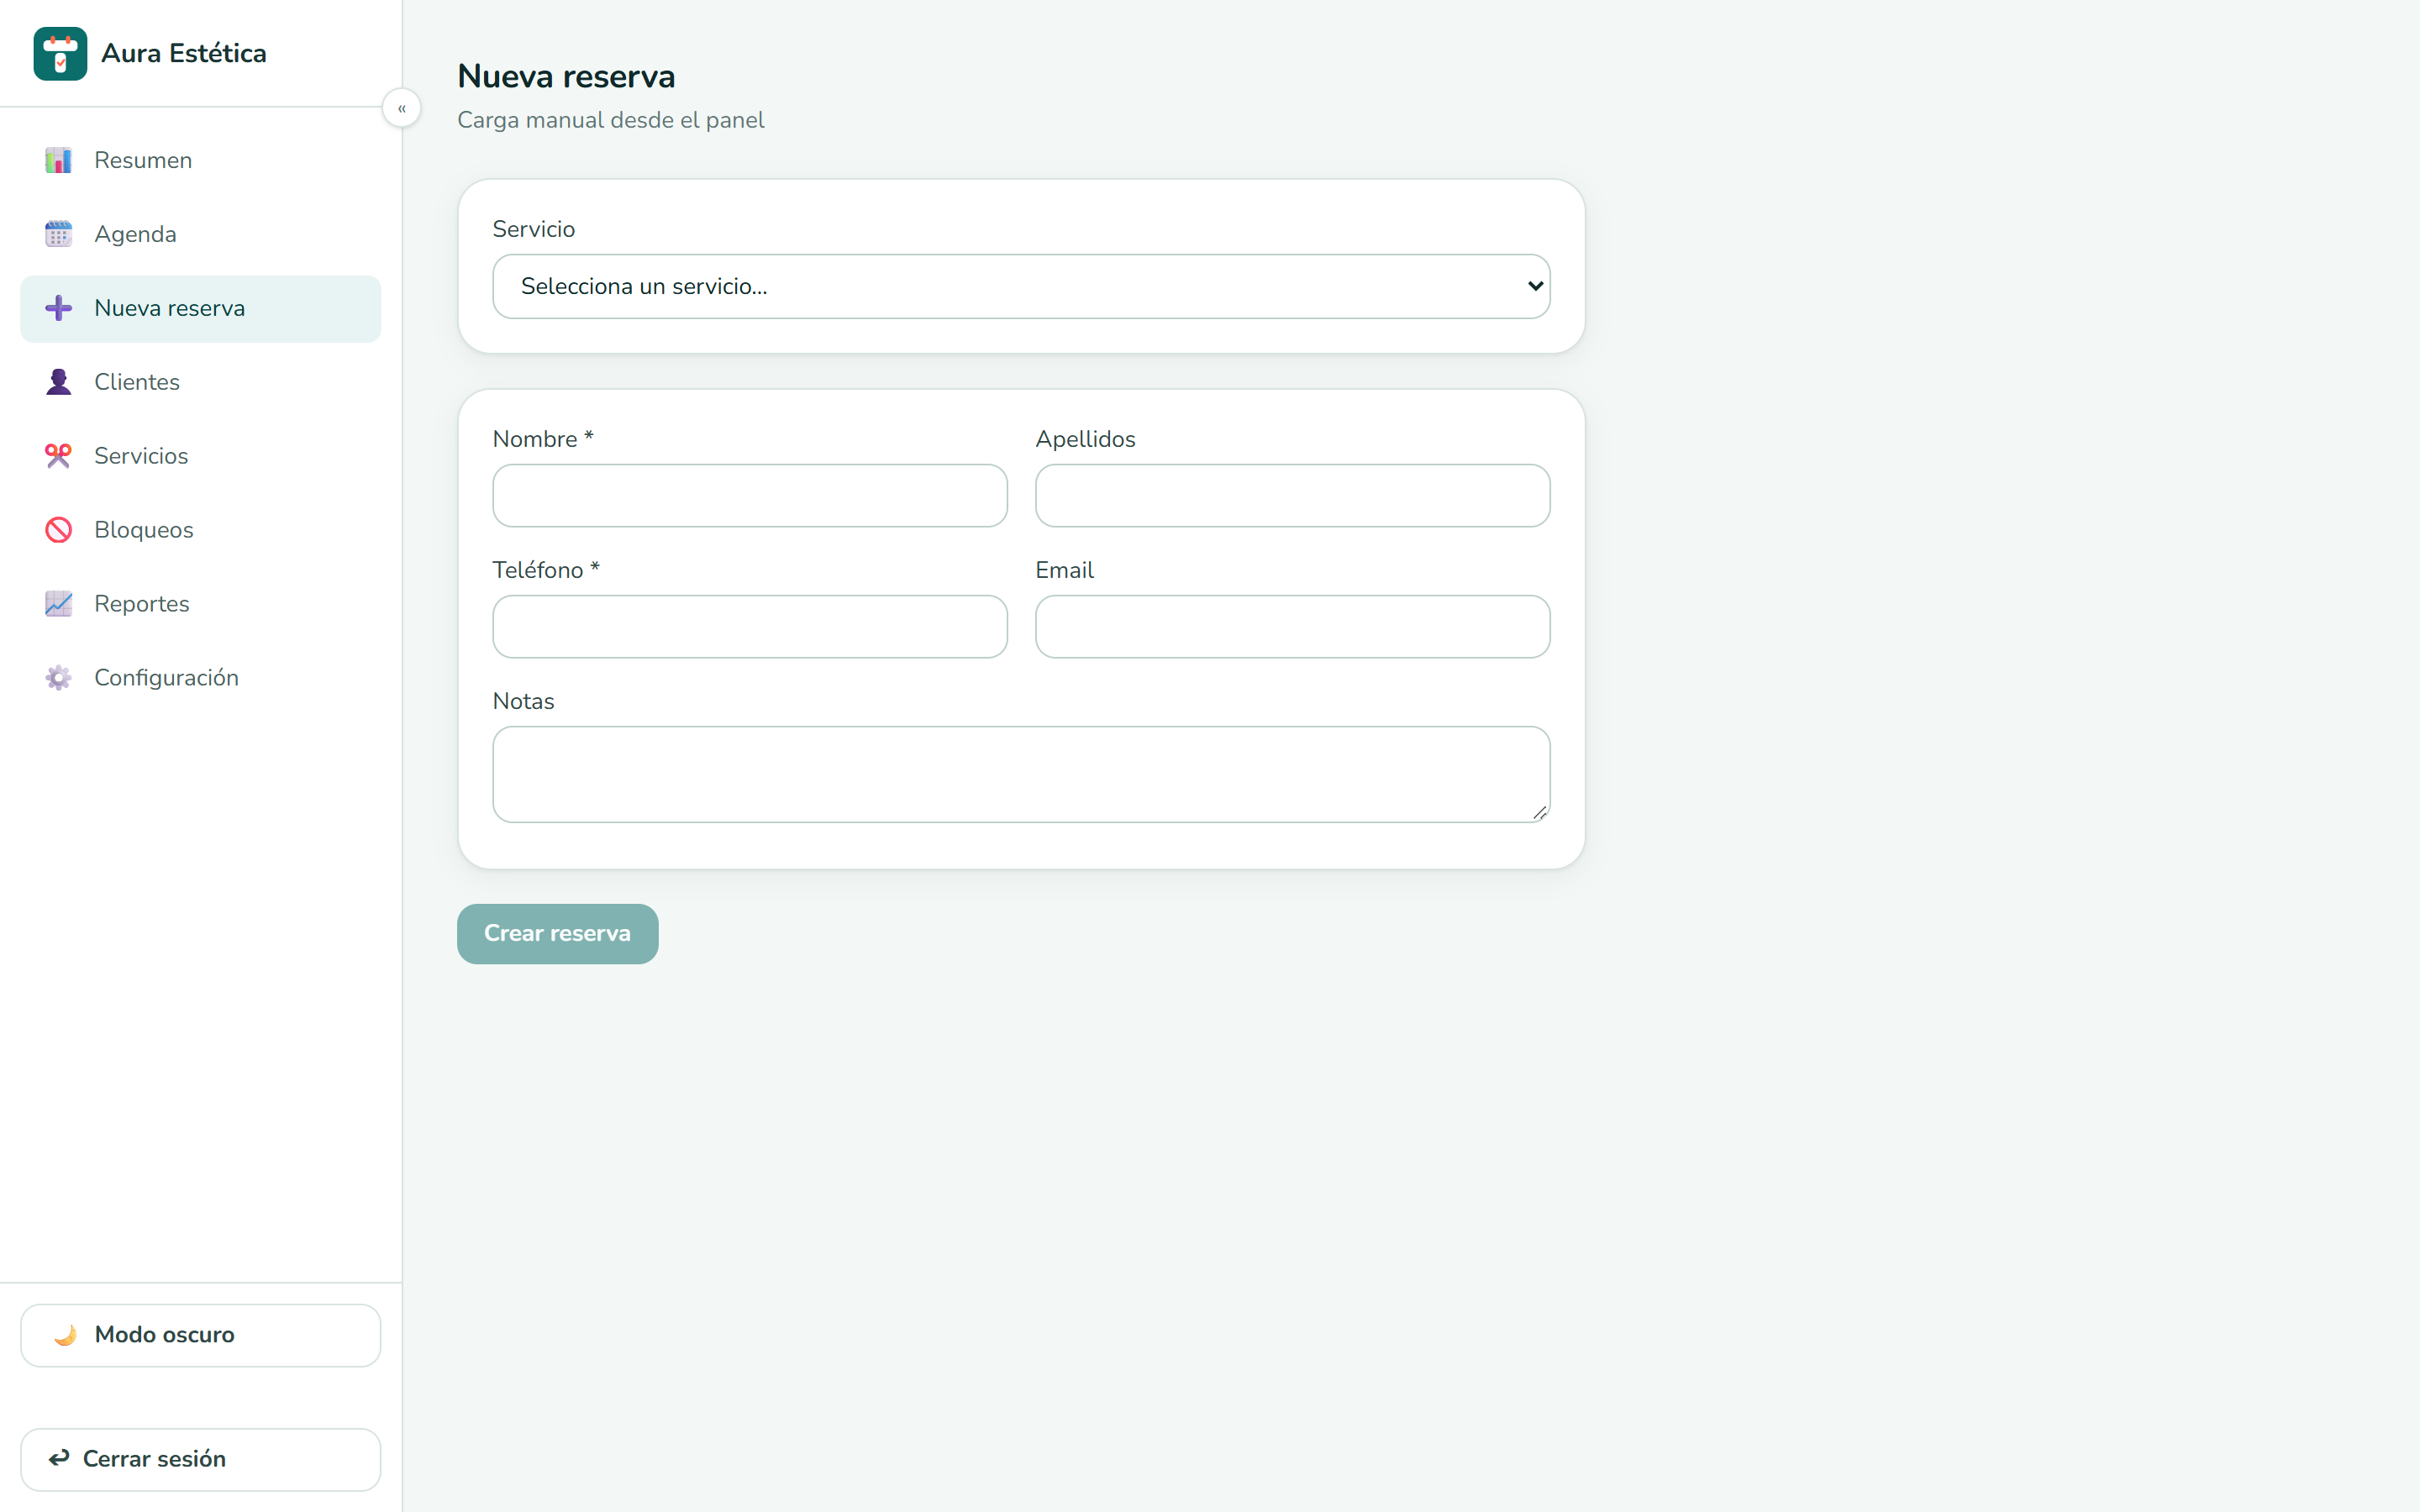 Aura Estética
«
Resumen
Agenda
Nueva reserva
Clientes
Servicios
Bloqueos
Reportes
Configuración
Modo oscuro
Cerrar sesión
Nueva reserva
Carga manual desde el panel
Servicio
Selecciona un servicio...
Nombre *
Apellidos
Teléfono *
Email
Notas
Crear reserva